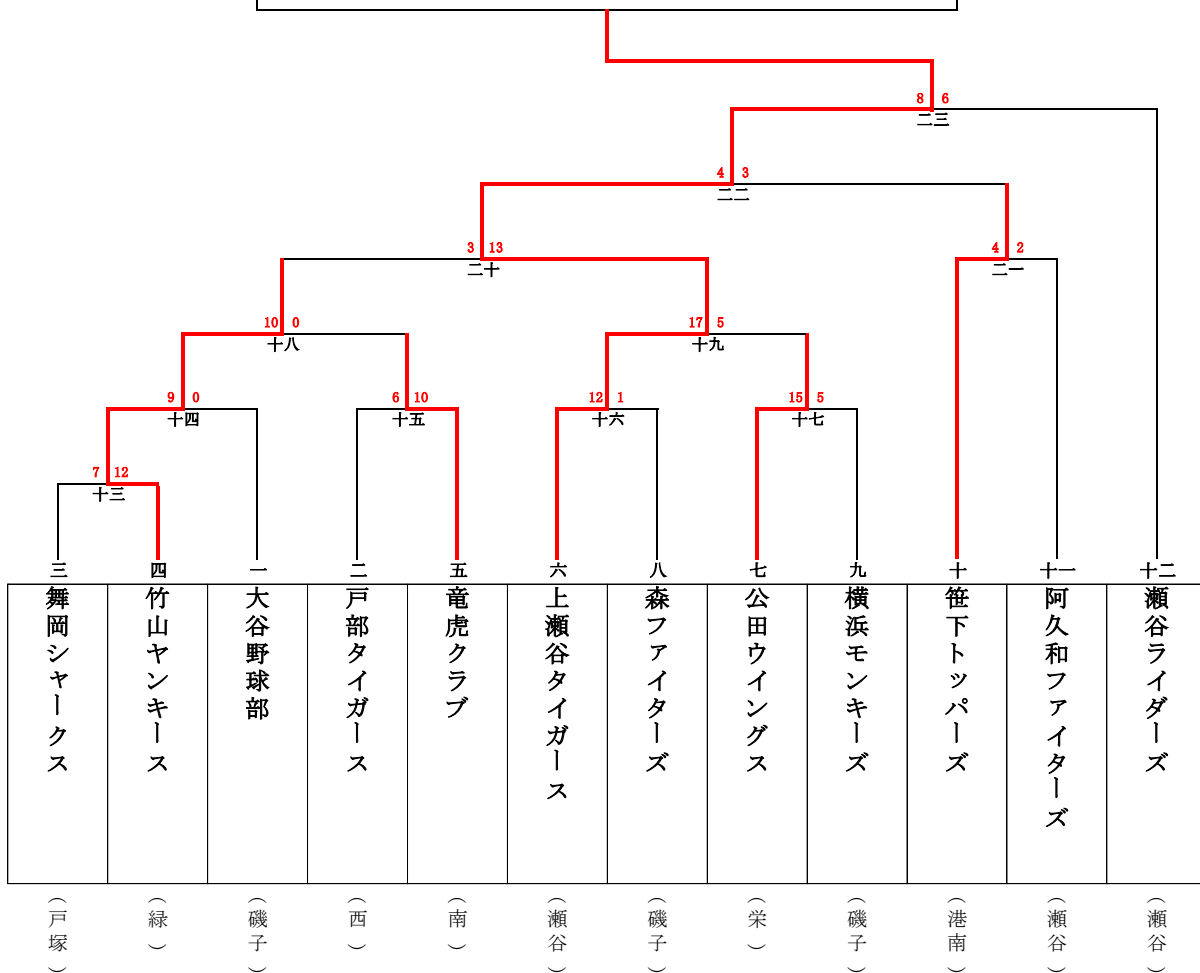 8 6
二三
4 3
二二
3 13
二十
4 2
二一
10 0
十八
17 5
十九
9 0
十四
6 10
十五
12 1
十六
15 5
十七
7 12
十三
三
四
一
二
五
六
八
七
九
十
十一
十二
舞岡シャークス
竹山ヤンキース
大谷野球部
戸部タイガース
竜虎クラブ
上瀬谷タイガース
森ファイターズ
公田ウイングス
横浜モンキーズ
笹下トッパーズ
阿久和ファイターズ
瀬谷ライダーズ
（戸塚）
（緑）
（磯子）
（西）
（南）
（瀬谷）
（磯子）
（栄）
（磯子）
（港南）
（瀬谷）
（瀬谷）